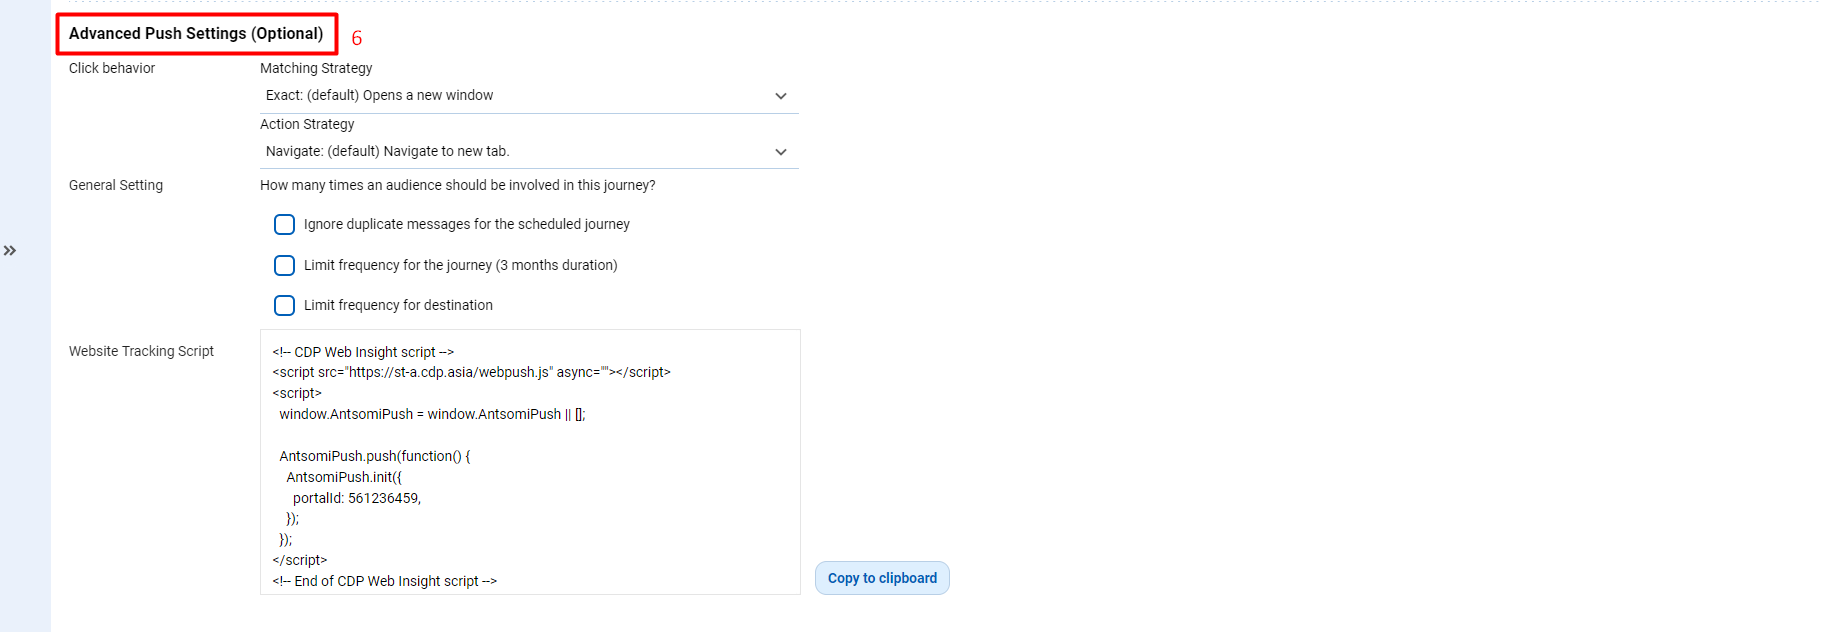 Advanced Push Settings (Optional) 6
Click behavior
Matching Strategy
Exact: (default) Opens a new window
Action Strategy
Navigate: (default) Navigate to new tab.
General Setting
How many times an audience should be involved in this journey?
Ignore duplicate messages for the scheduled journey
Limit frequency for the journey (3 months duration)
Limit frequency for destination
Website Tracking Script
<!-- CDP Web Insight script -->
<script src="https://st-a.cdp.asia/webpush.js" async=""></script>
<script>
window.AntsomiPush = window.AntsomiPush || [];
AntsomiPush.push(function() {
AntsomiPush.init({
portalId: 561236459,
});
});
</script>
<!-- End of CDP Web Insight script -->
Copy to clipboard